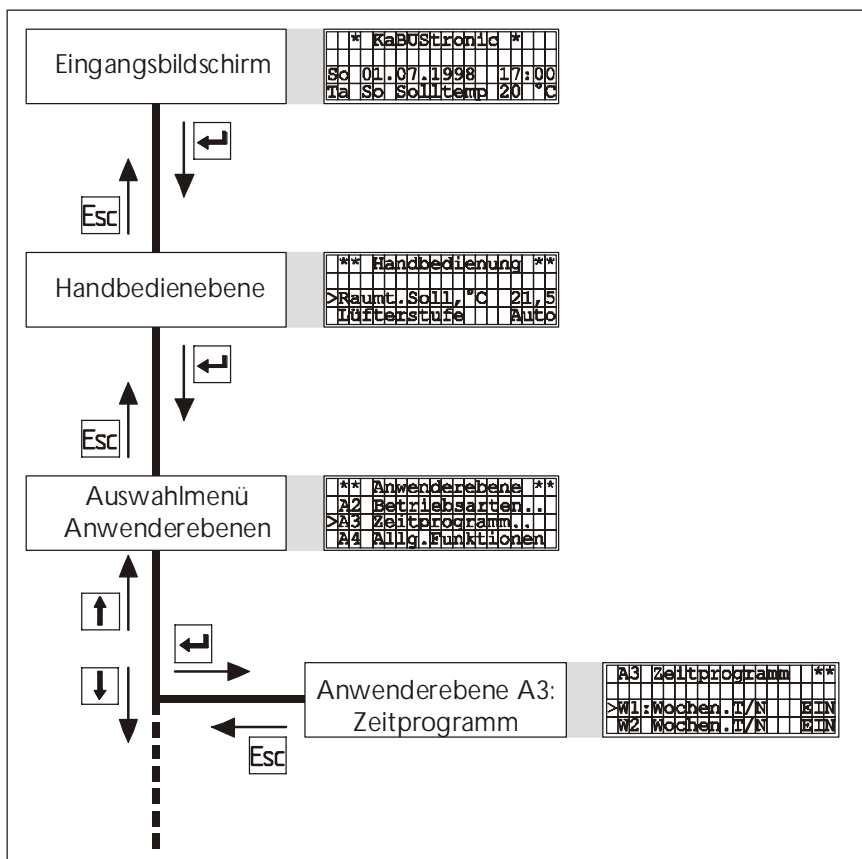 Eingangsbildschirm
* KaBUStronic *
So 01.07.1998 17:00
Ta So Solltemp 20 °C
Esc
Handbedienebene
** Handbedienung **
>Raumt.Soll,°C 21,5
Lüfterstufe Auto
Esc
Auswahlmenü
Anwenderebenen
** Anwenderebene **
A2 Betriebsarten..
>A3 Zeitprogramm..
A4 Allg.Funktionen
Anwenderebene A3:
Zeitprogramm
A3 Zeitprogramm **
>W1:Wochen.T/N EIN
W2 Wochen.T/N EIN
Esc